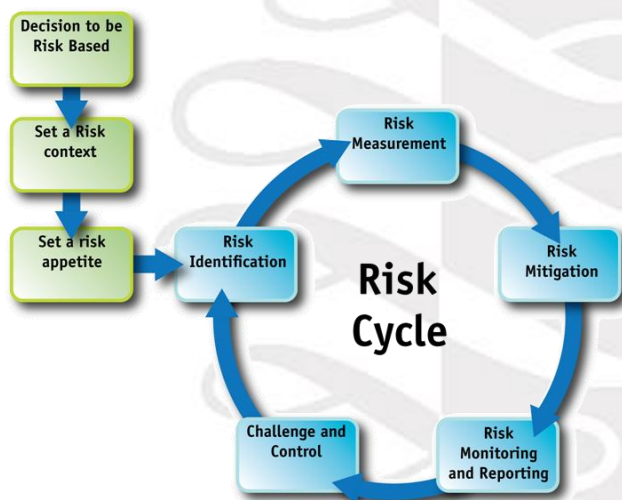 Decision to be
Risk Based
Set a Risk
context
Set a risk
appetite
Risk
Identification
Risk
Measurement
Risk
Mitigation
Risk
Monitoring
and Reporting
Challenge and
Control
Risk
Cycle